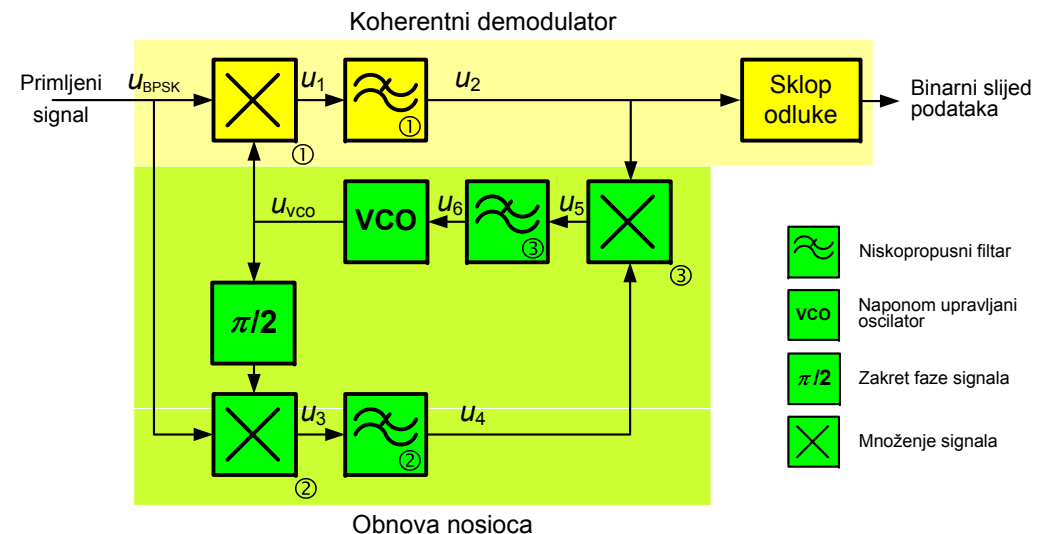 Koherentni demodulator
Primljeni
signal
uBPSK
①
u1
①
u2
Sklop
odluke
Binarni slijed
podataka
uVCO
VCO
u6
③
u5
③
π/2
②
u3
②
u4
Obnova nosioca
Niskopropusni filtar
VCO
Naponom upravljani
oscilator
π/2
Zakret faze signala
Množenje signala